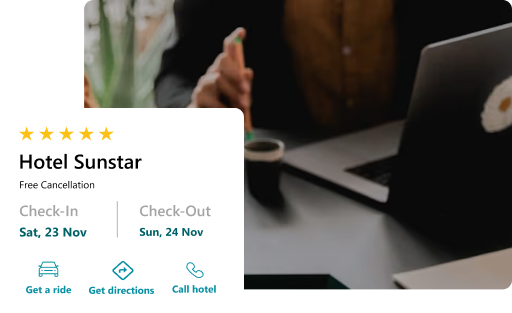 Hotel Sunstar
Free Cancellation
Check-In
Check-Out
Sat, 23 Nov
Sun, 24 Nov
Get a ride
Get directions
Call hotel